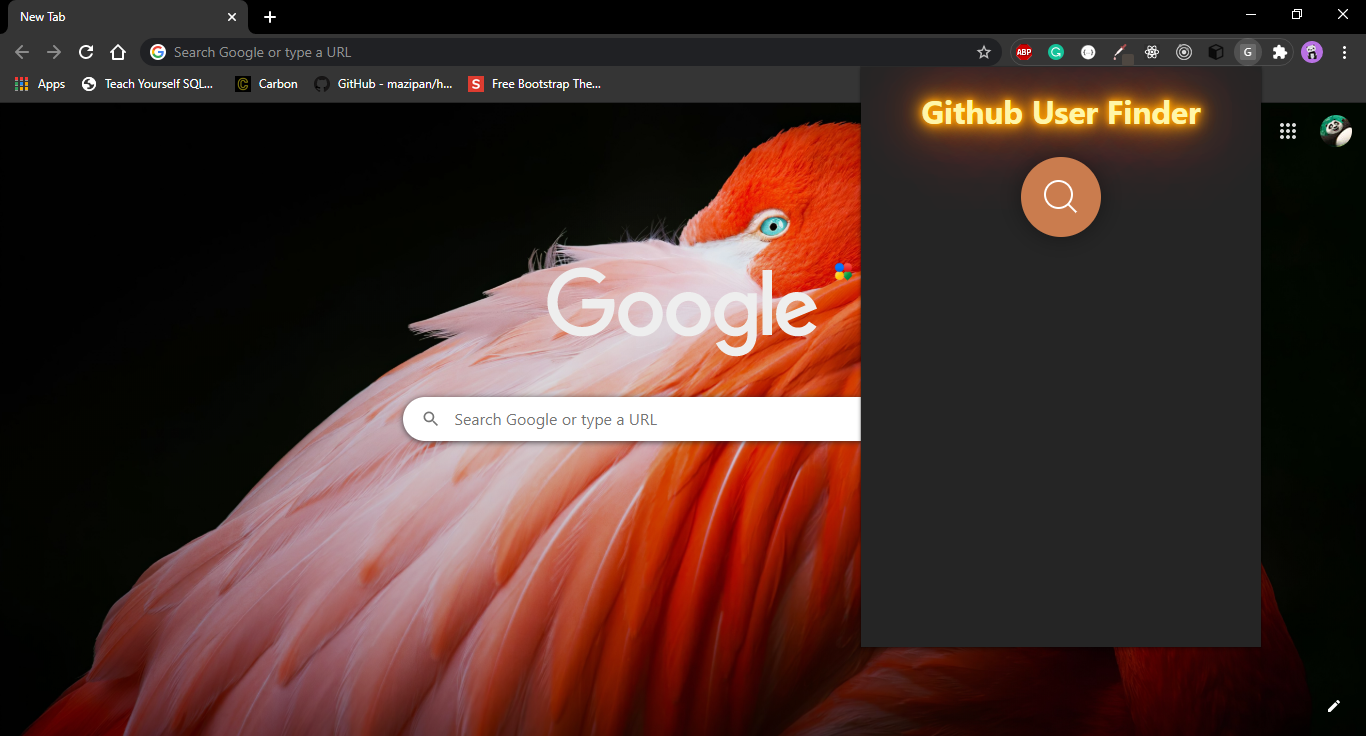 New Tab
Search Google or type a URL
ABP
G
G
Apps
Teach Yourself SQL...
C
Carbon
GitHub - mazipan/h...
S
Free Bootstrap The...
Github User Finder
Google
Search Google or type a URL